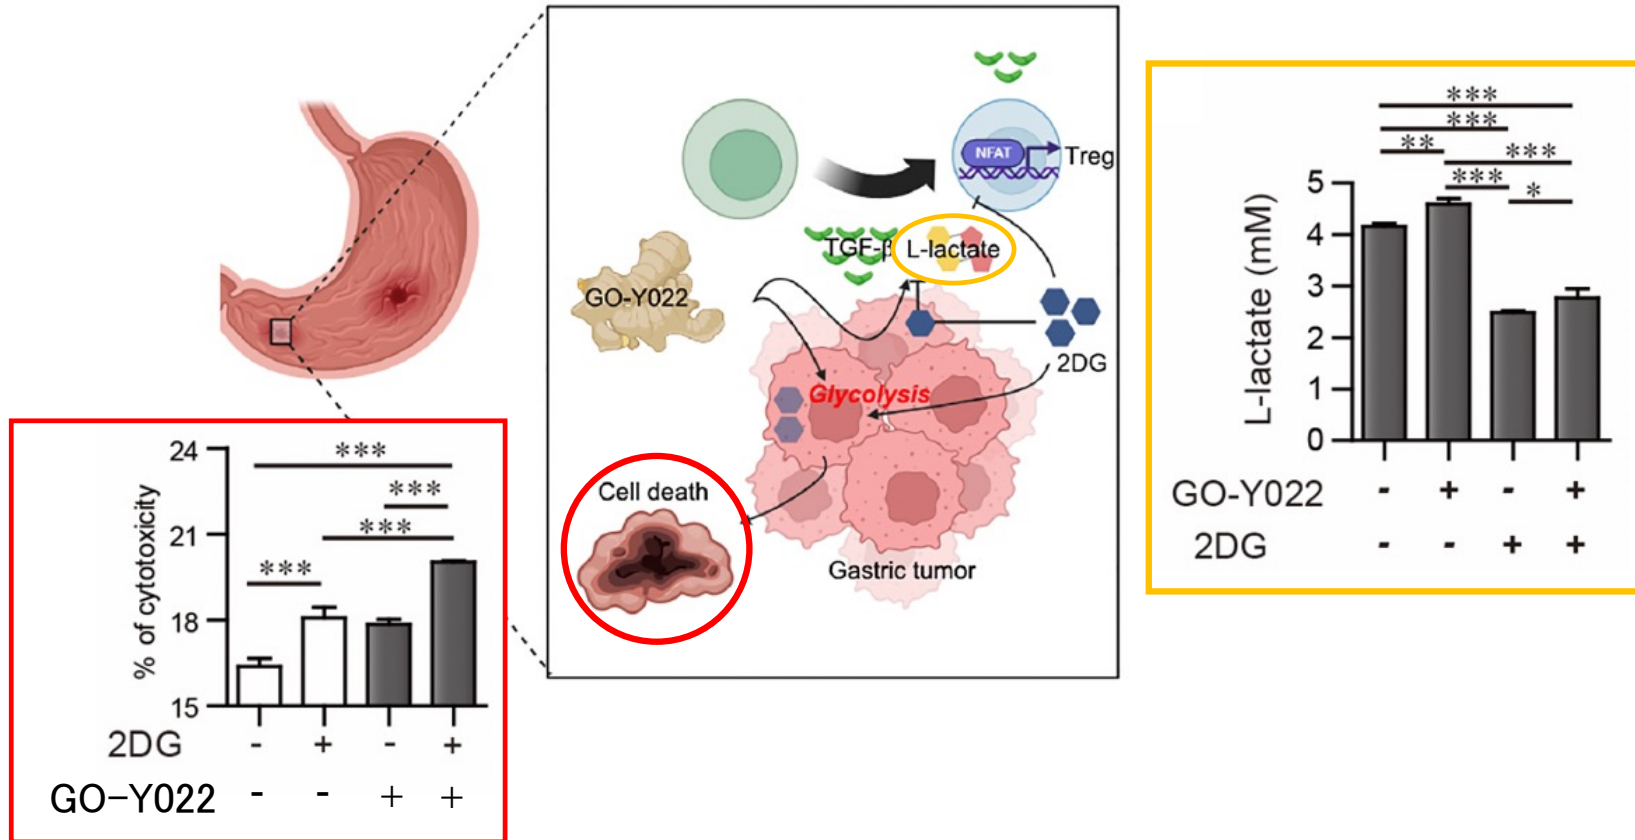 NFAT
Treg
TGF-β
L-lactate
GO-Y022
2DG
Glycolysis
Cell death
Gastric tumor
***
***
** ***
*** *
L-lactate (mM)
5
4
3
2
1
0
GO-Y022 - + - +
2DG - - + +
% of cytotoxicity
24
21
18
15
***
***
***
***
2DG - + - +
GO-Y022 - - + +